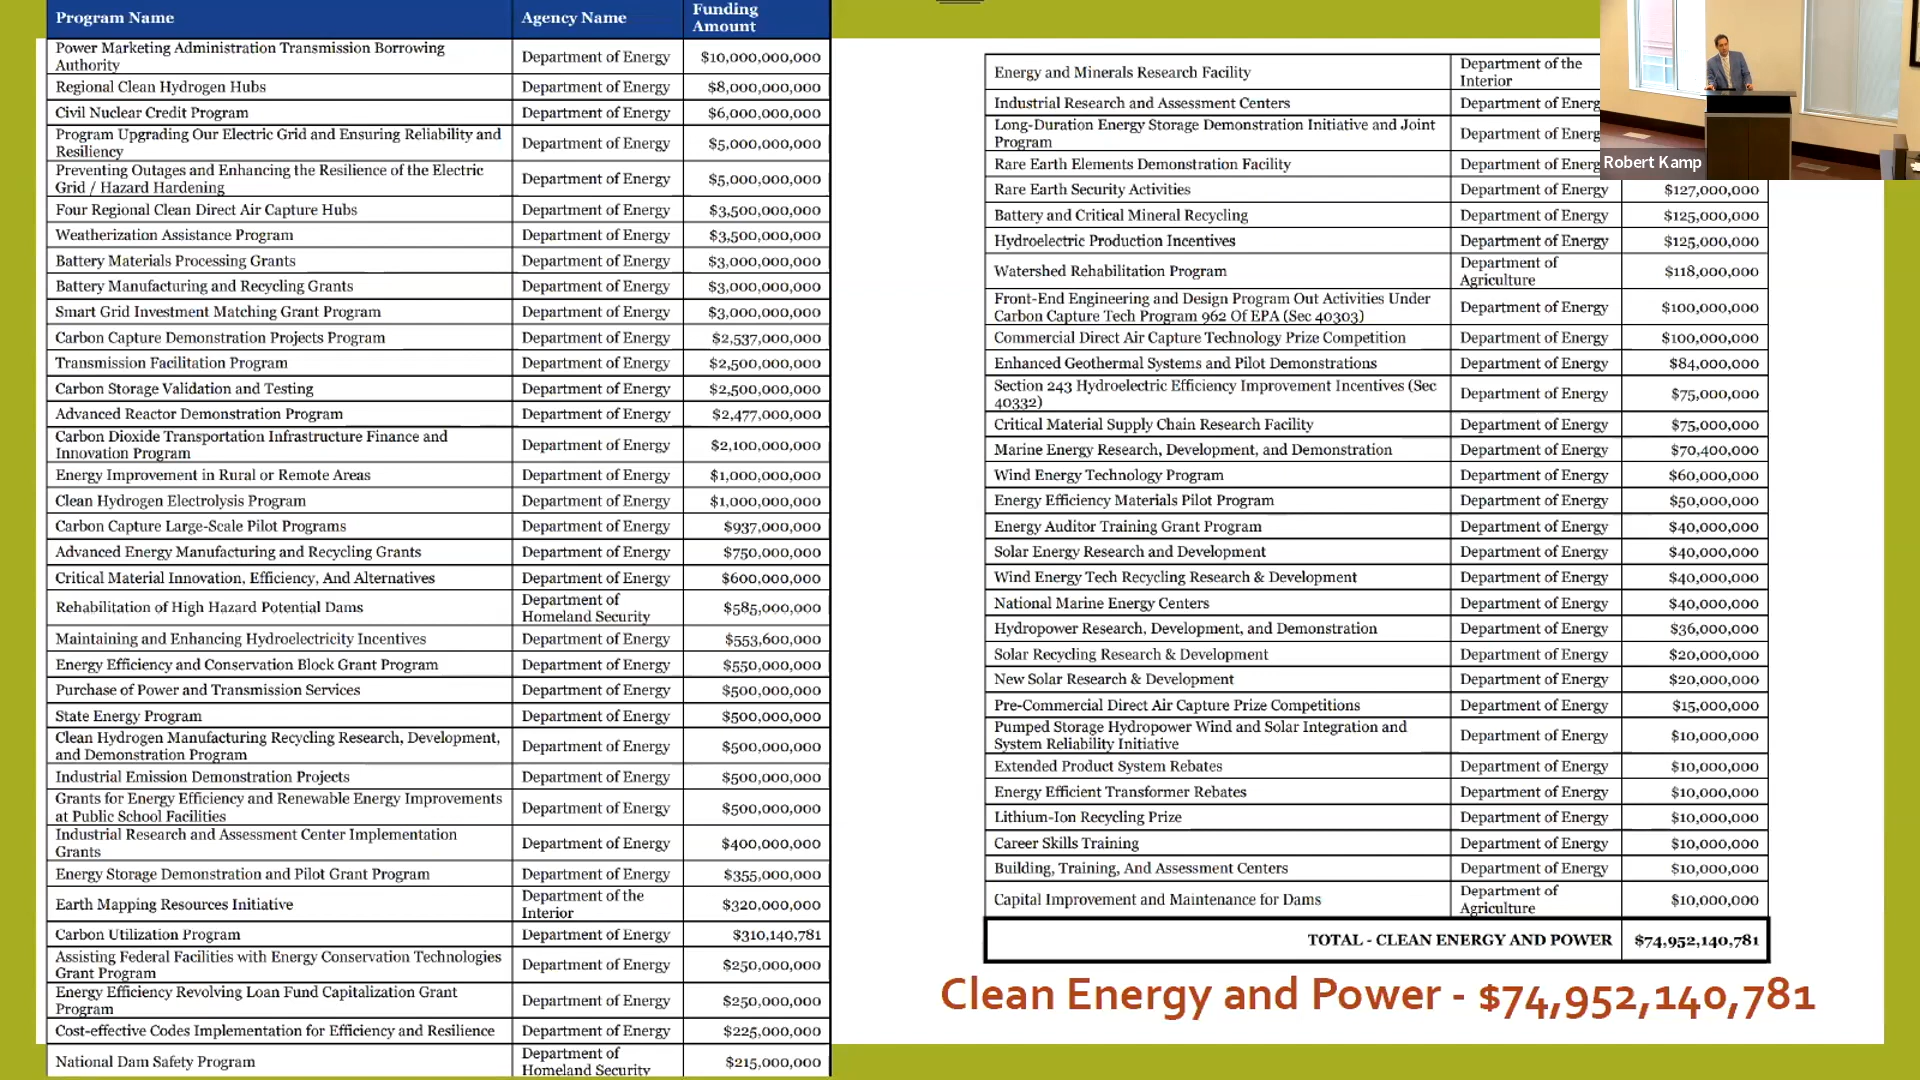 Program Name Agency Name Funding Amount
Power Marketing Administration Transmission Borrowing Authority Department of Energy $10,000,000,000
Regional Clean Hydrogen Hubs Department of Energy $8,000,000,000
Civil Nuclear Credit Program Department of Energy $6,000,000,000
Program Upgrading Our Electric Grid and Ensuring Reliability and Resiliency Department of Energy $5,000,000,000
Preventing Outages and Enhancing the Resilience of the Electric Grid / Hazard Hardening Department of Energy $5,000,000,000
Four Regional Clean Direct Air Capture Hubs Department of Energy $3,500,000,000
Weatherization Assistance Program Department of Energy $3,500,000,000
Battery Materials Processing Grants Department of Energy $3,000,000,000
Battery Manufacturing and Recycling Grants Department of Energy $3,000,000,000
Smart Grid Investment Matching Grant Program Department of Energy $3,000,000,000
Carbon Capture Demonstration Projects Program Department of Energy $2,537,000,000
Transmission Facilitation Program Department of Energy $2,500,000,000
Carbon Storage Validation and Testing Department of Energy $2,500,000,000
Advanced Reactor Demonstration Program Department of Energy $2,477,000,000
Carbon Dioxide Transportation Infrastructure Finance and Innovation Program Department of Energy $2,100,000,000
Energy Improvement in Rural or Remote Areas Department of Energy $1,000,000,000
Clean Hydrogen Electrolysis Program Department of Energy $1,000,000,000
Carbon Capture Large-Scale Pilot Programs Department of Energy $937,000,000
Advanced Energy Manufacturing and Recycling Grants Department of Energy $750,000,000
Critical Material Innovation, Efficiency, And Alternatives Department of Energy $600,000,000
Rehabilitation of High Hazard Potential Dams Department of Homeland Security $585,000,000
Maintaining and Enhancing Hydroelectricity Incentives Department of Energy $553,600,000
Energy Efficiency and Conservation Block Grant Program Department of Energy $550,000,000
Purchase of Power and Transmission Services Department of Energy $500,000,000
State Energy Program Department of Energy $500,000,000
Clean Hydrogen Manufacturing Recycling Research, Development, and Demonstration Program Department of Energy $500,000,000
Industrial Emission Demonstration Projects Department of Energy $500,000,000
Grants for Energy Efficiency and Renewable Energy Improvements at Public School Facilities Department of Energy $500,000,000
Industrial Research and Assessment Center Implementation Grants Department of Energy $400,000,000
Energy Storage Demonstration and Pilot Grant Program Department of Energy $355,000,000
Earth Mapping Resources Initiative Department of the Interior $320,000,000
Carbon Utilization Program Department of Energy $310,140,781
Assisting Federal Facilities with Energy Conservation Technologies Grant Program Department of Energy $250,000,000
Energy Efficiency Revolving Loan Fund Capitalization Grant Program Department of Energy $250,000,000
Cost-effective Codes Implementation for Efficiency and Resilience Department of Energy $225,000,000
National Dam Safety Program Department of Homeland Security $215,000,000
Energy and Minerals Research Facility Department of the Interior
Industrial Research and Assessment Centers Department of Energ
Long-Duration Energy Storage Demonstration Initiative and Joint Program Department of Energ
Rare Earth Elements Demonstration Facility Department of Energ
Robert Kamp
Rare Earth Security Activities Department of Energy $127,000,000
Battery and Critical Mineral Recycling Department of Energy $125,000,000
Hydroelectric Production Incentives Department of Energy $125,000,000
Watershed Rehabilitation Program Department of Agriculture $118,000,000
Front-End Engineering and Design Program Out Activities Under Carbon Capture Tech Program 962 Of EPA (Sec 40303) Department of Energy $100,000,000
Commercial Direct Air Capture Technology Prize Competition Department of Energy $100,000,000
Enhanced Geothermal Systems and Pilot Demonstrations Department of Energy $84,000,000
Section 243 Hydroelectric Efficiency Improvement Incentives (Sec 40332) Department of Energy $75,000,000
Critical Material Supply Chain Research Facility Department of Energy $75,000,000
Marine Energy Research, Development, and Demonstration Department of Energy $70,400,000
Wind Energy Technology Program Department of Energy $60,000,000
Energy Efficiency Materials Pilot Program Department of Energy $50,000,000
Energy Auditor Training Grant Program Department of Energy $40,000,000
Solar Energy Research and Development Department of Energy $40,000,000
Wind Energy Tech Recycling Research & Development Department of Energy $40,000,000
National Marine Energy Centers Department of Energy $40,000,000
Hydropower Research, Development, and Demonstration Department of Energy $36,000,000
Solar Recycling Research & Development Department of Energy $20,000,000
New Solar Research & Development Department of Energy $20,000,000
Pre-Commercial Direct Air Capture Prize Competitions Department of Energy $15,000,000
Pumped Storage Hydropower Wind and Solar Integration and System Reliability Initiative Department of Energy $10,000,000
Extended Product System Rebates Department of Energy $10,000,000
Energy Efficient Transformer Rebates Department of Energy $10,000,000
Lithium-Ion Recycling Prize Department of Energy $10,000,000
Career Skills Training Department of Energy $10,000,000
Building, Training, And Assessment Centers Department of Energy $10,000,000
Capital Improvement and Maintenance for Dams Department of Agriculture $10,000,000
TOTAL - CLEAN ENERGY AND POWER $74,952,140,781
Clean Energy and Power - $74,952,140,781